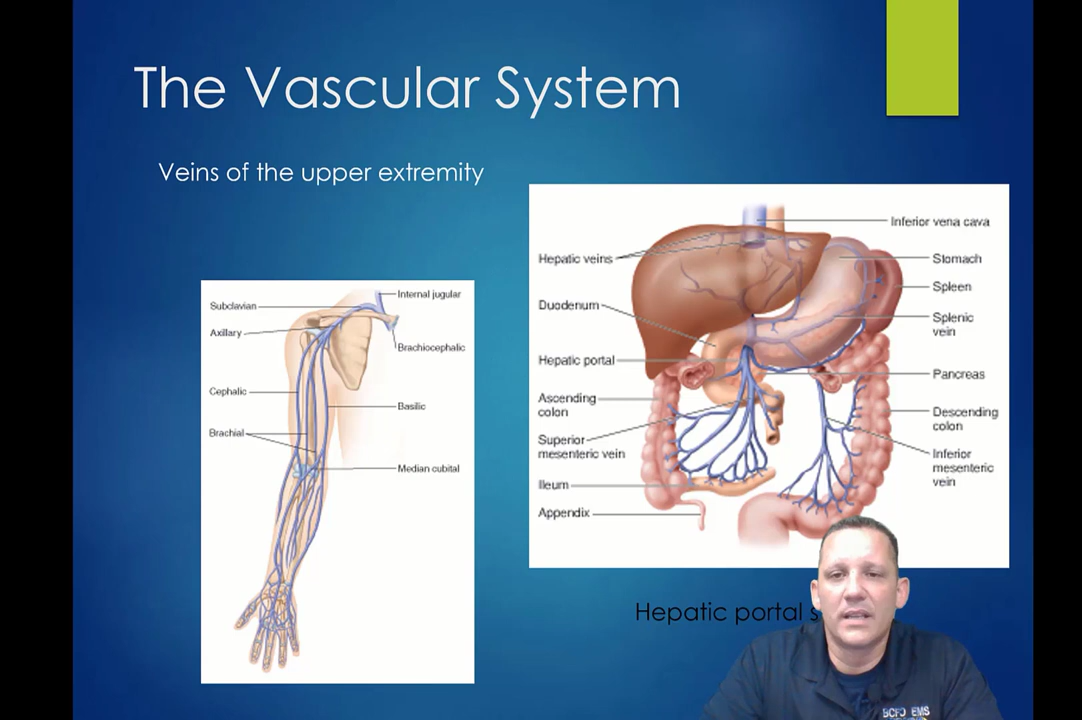 The Vascular System
Veins of the upper extremity
Subclavian
Axillary
Cephalic
Brachial
Internal jugular
Brachiocephalic
Basilic
Median cubital
Hepatic veins
Duodenum
Hepatic portal
Ascending
colon
Superior
mesenteric vein
Ileum
Appendix
Inferior vena cava
Stomach
Spleen
Splenic
vein
Pancreas
Descending
colon
Inferior
mesenteric
vein
Hepatic portal s
BCFD EMS